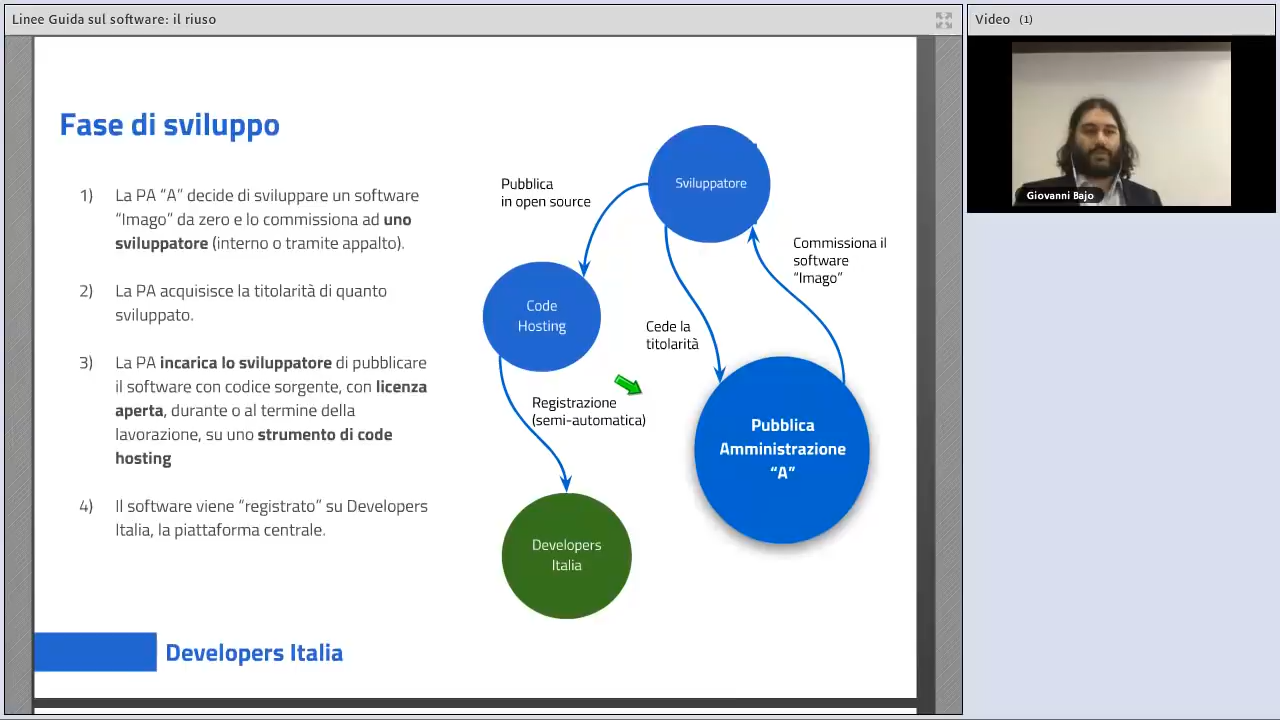 Linee Guida sul software: il riuso
Video (1)
Giovanni Bajo
Fase di sviluppo
1) La PA “A” decide di sviluppare un software
“Imago” da zero e lo commissiona ad uno
sviluppatore (interno o tramite appalto).
2) La PA acquisisce la titolarità di quanto
sviluppato.
3) La PA incarica lo sviluppatore di pubblicare
il software con codice sorgente, con licenza
aperta, durante o al termine della
lavorazione, su uno strumento di code
hosting
4) Il software viene “registrato” su Developers
Italia, la piattaforma centrale.
Sviluppatore
Pubblica
in open source
Commissiona il
software
“Imago”
Code
Hosting
Cede la
titolarità
Registrazione
(semi-automatica)
Pubblica
Amministrazione
“A”
Developers
Italia
Developers Italia